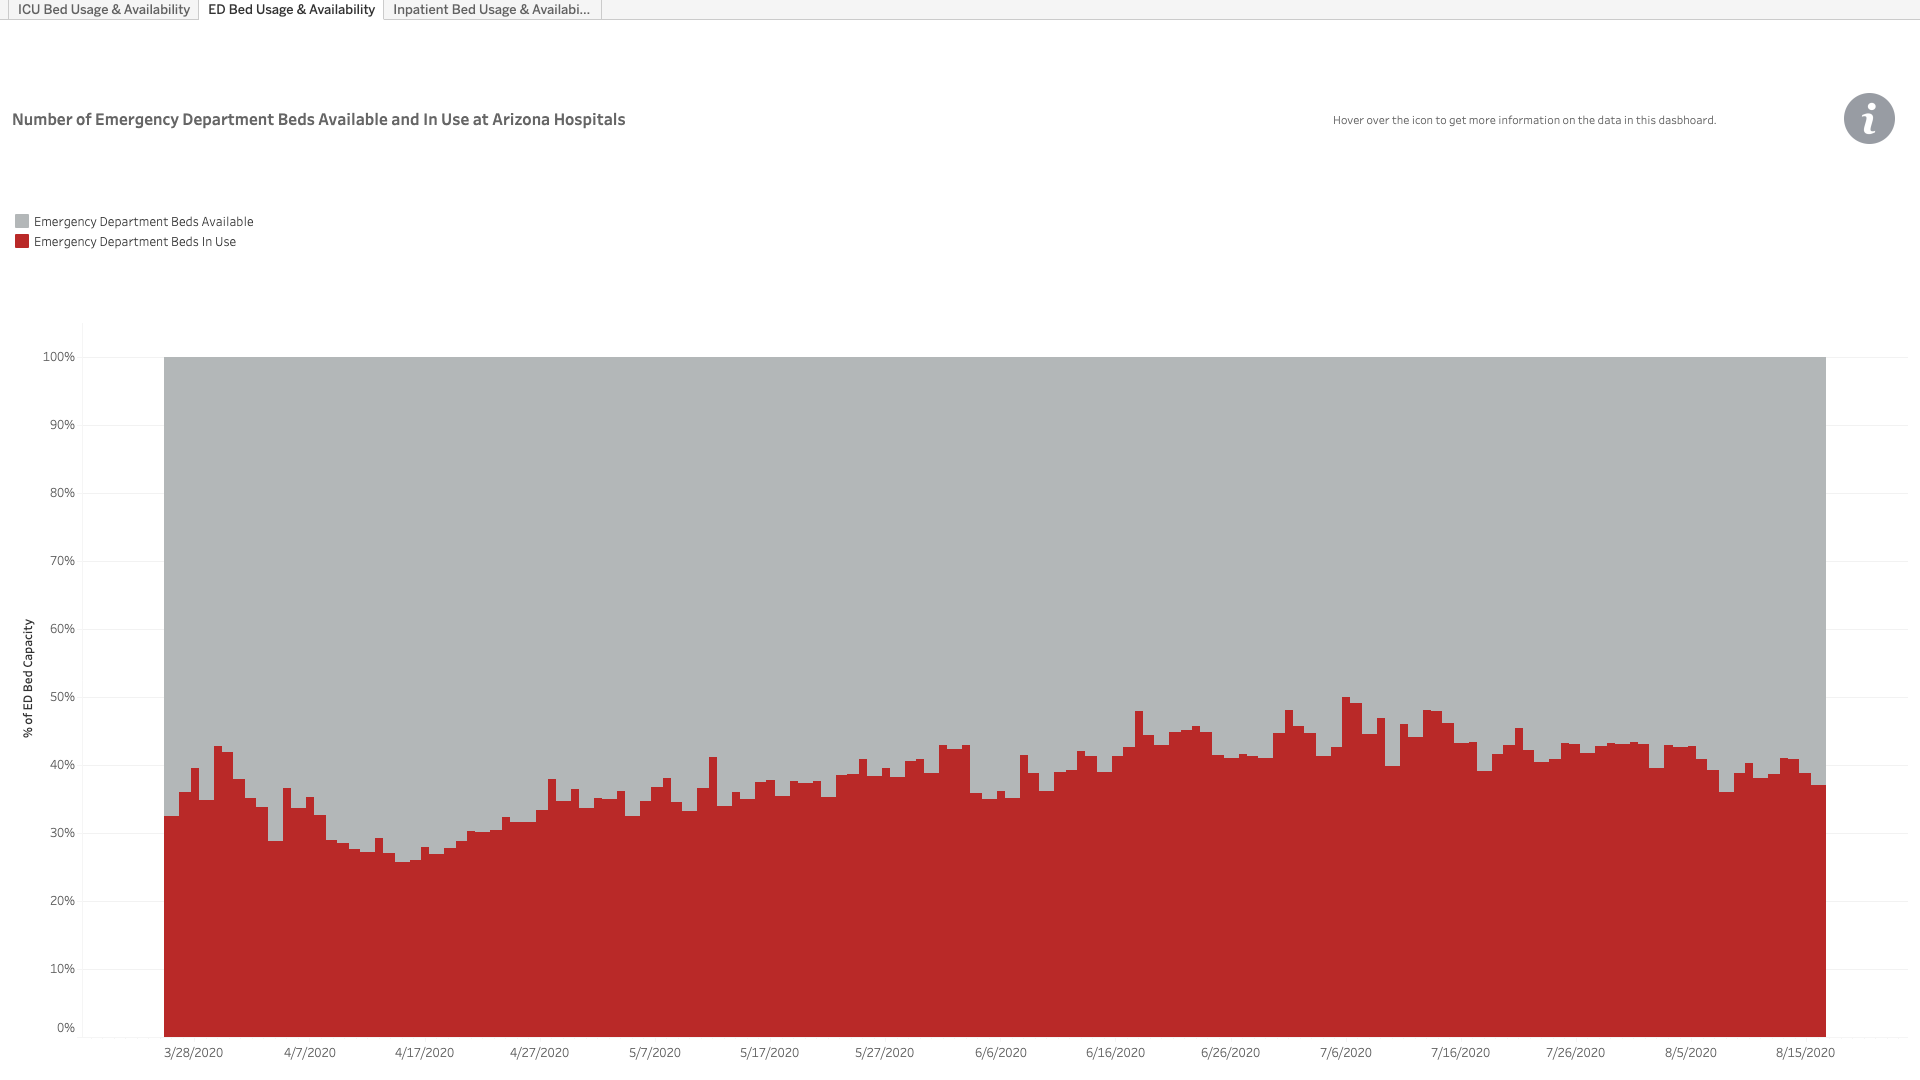 ICU Bed Usage & Availability
ED Bed Usage & Availability
Inpatient Bed Usage & Availabi...
Number of Emergency Department Beds Available and In Use at Arizona Hospitals
Hover over the icon to get more information on the data in this dasbhoard.
i
Emergency Department Beds Available
Emergency Department Beds In Use
% of ED Bed Capacity
100%
90%
80%
70%
60%
50%
40%
30%
20%
10%
0%
3/28/2020
4/7/2020
4/17/2020
4/27/2020
5/7/2020
5/17/2020
5/27/2020
6/6/2020
6/16/2020
6/26/2020
7/6/2020
7/16/2020
7/26/2020
8/5/2020
8/15/2020